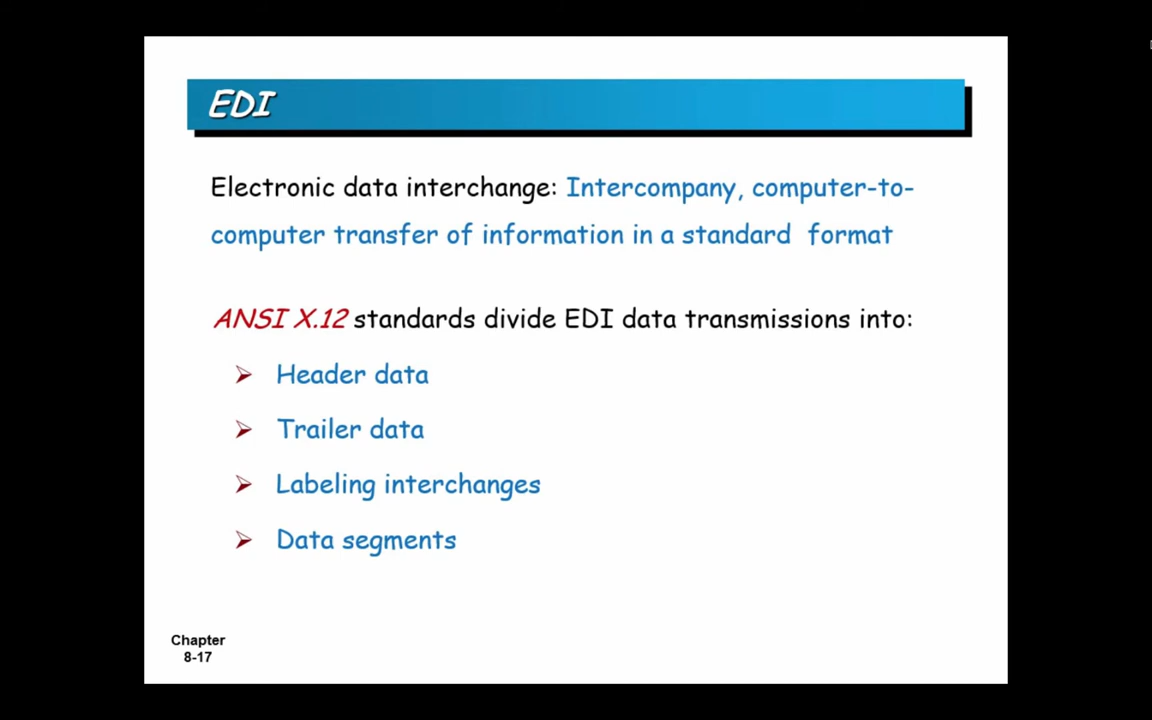 EDI
Electronic data interchange: Intercompany, computer-to-
computer transfer of information in a standard format
ANSI X.12 standards divide EDI data transmissions into:
Header data
Trailer data
Labeling interchanges
Data segments
Chapter
8-17